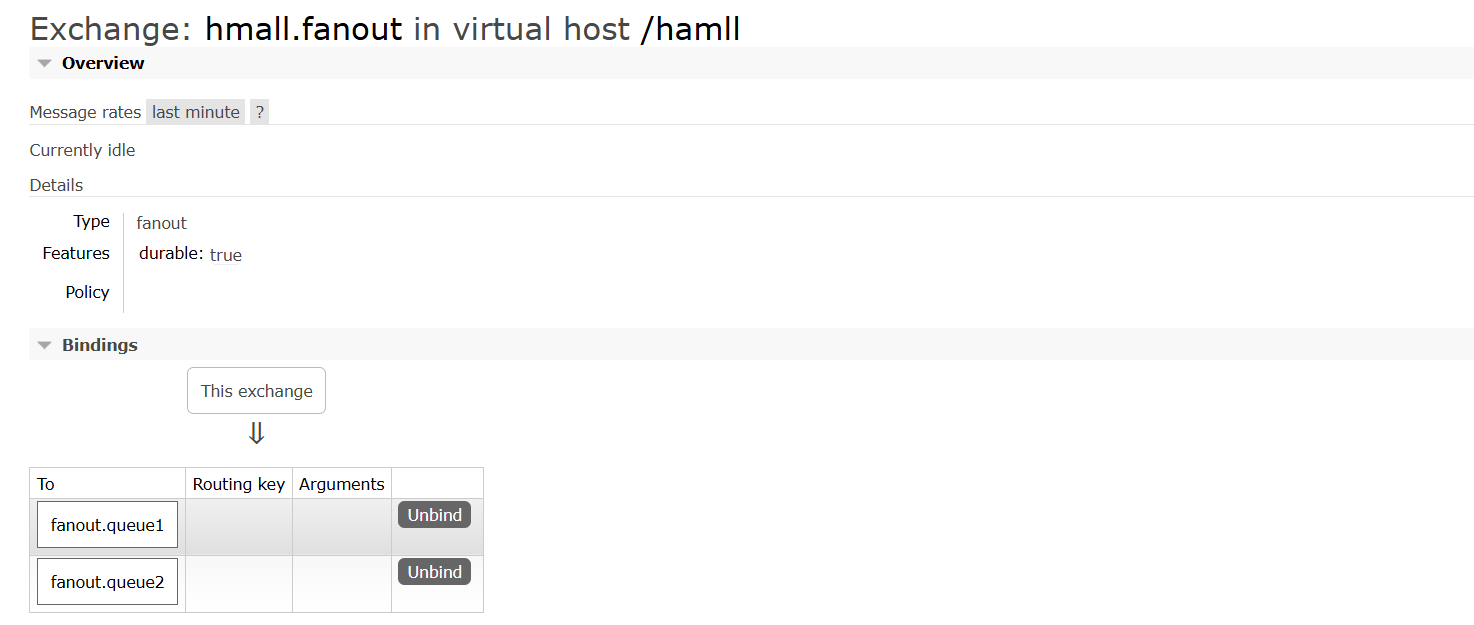 Exchange: hmall.fanout in virtual host /hamll
Overview
Message rates last minute ?
Currently idle
Details
Type fanout
Features durable: true
Policy
Bindings
This exchange
⇓
To Routing key Arguments
fanout.queue1 Unbind
fanout.queue2 Unbind